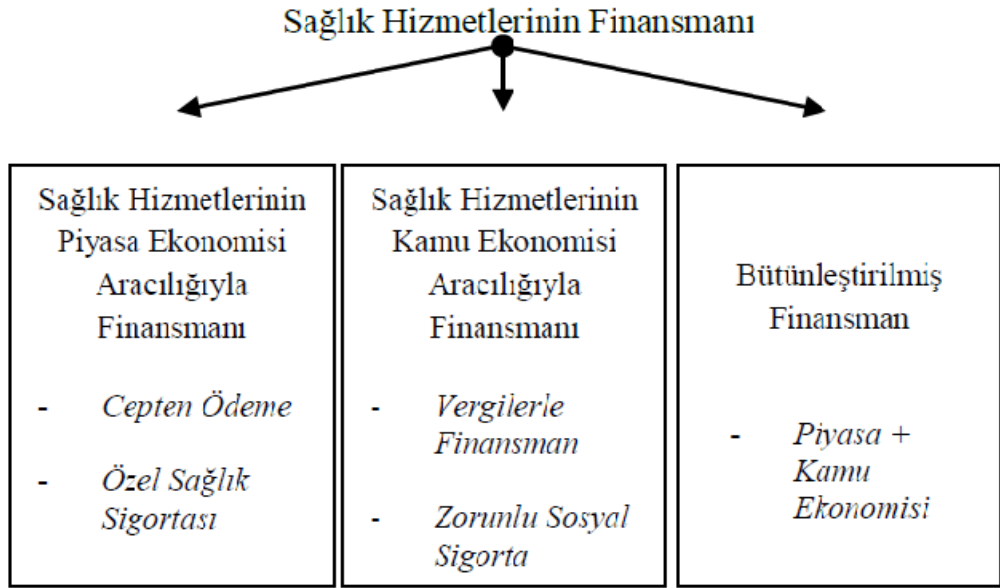 Sağlık Hizmetlerinin Finansmanı
Sağlık Hizmetlerinin
Piyasa Ekonomisi
Aracılığıyla
Finansmanı
- Cepten Ödeme
- Özel Sağlık
Sigortası
Sağlık Hizmetlerinin
Kamu Ekonomisi
Aracılığıyla
Finansmanı
- Vergilerle
Finansman
- Zorunlu Sosyal
Sigorta
Bütünleştirilmiş
Finansman
- Piyasa +
Kamu
Ekonomisi